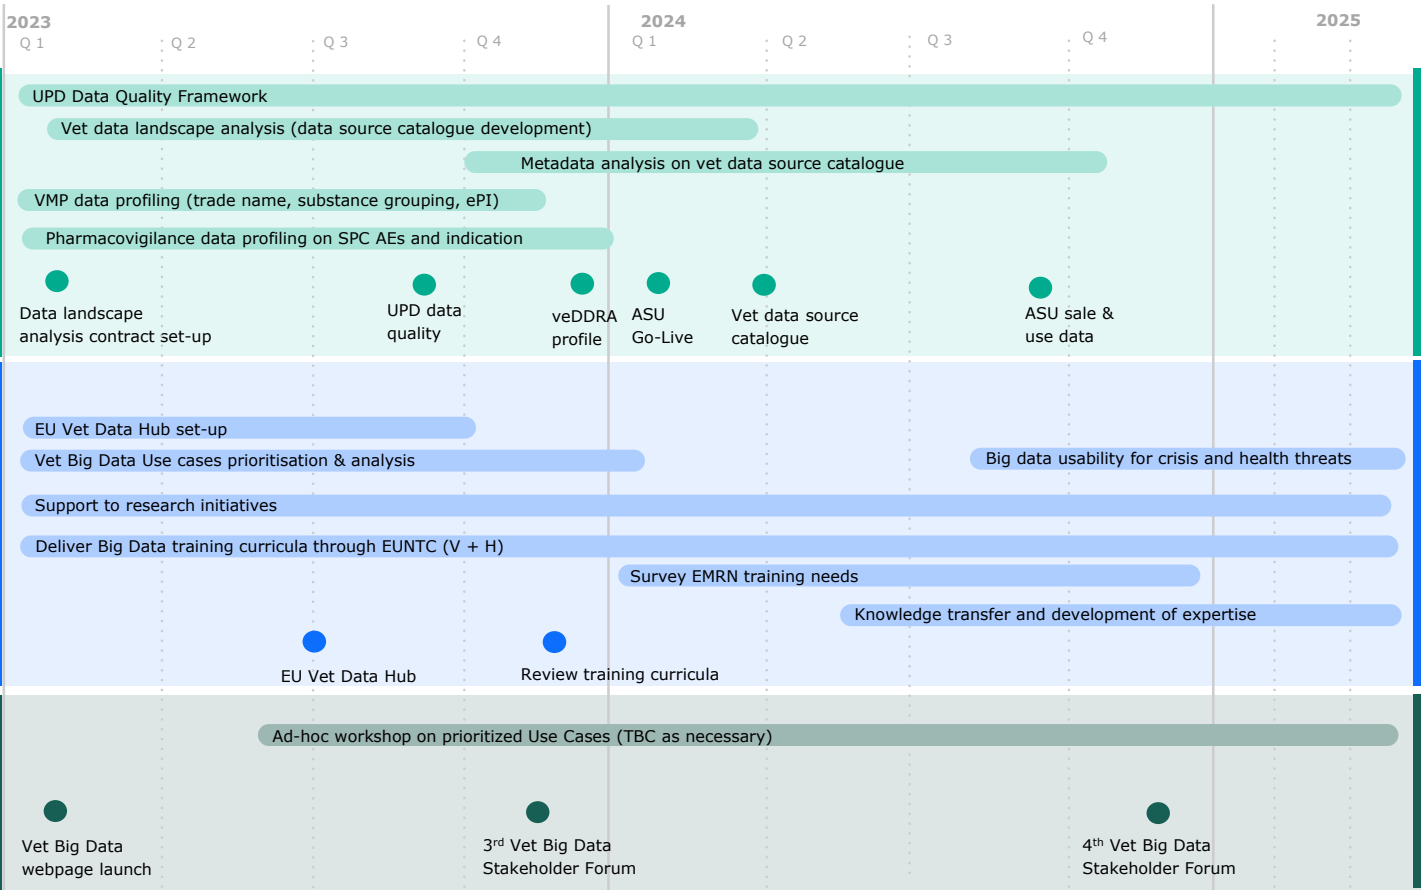 2023
2024
2025
Q 1
Q 2
Q 3
Q 4
Q 1
Q 2
Q 3
Q 4
UPD Data Quality Framework
Vet data landscape analysis (data source catalogue development)
Metadata analysis on vet data source catalogue
VMP data profiling (trade name, substance grouping, ePI)
Pharmacovigilance data profiling on SPC AEs and indication
Data landscape
analysis contract set-up
UPD data
quality
veDDRA
profile
ASU
Go-Live
Vet data source
catalogue
ASU sale &
use data
EU Vet Data Hub set-up
Vet Big Data Use cases prioritisation & analysis
Big data usability for crisis and health threats
Support to research initiatives
Deliver Big Data training curricula through EUNTC (V + H)
Survey EMRN training needs
Knowledge transfer and development of expertise
EU Vet Data Hub
Review training curricula
Ad-hoc workshop on prioritized Use Cases (TBC as necessary)
Vet Big Data
webpage launch
3rd Vet Big Data
Stakeholder Forum
4th Vet Big Data
Stakeholder Forum